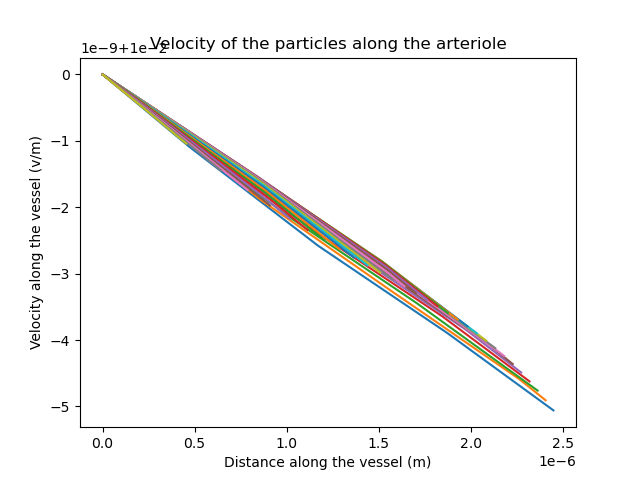 Velocity of the particles along the arteriole
1e−9+1e−2
0
−1
−2
−3
−4
−5
Velocity along the vessel (v/m)
0.0 0.5 1.0 1.5 2.0 2.5
1e−6
Distance along the vessel (m)